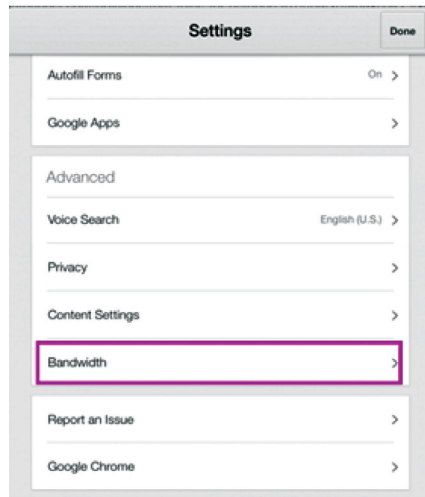 Settings
Done
Autofill Forms On
Google Apps
Advanced
Voice Search English (U.S.)
Privacy
Content Settings
Bandwidth
Report an Issue
Google Chrome